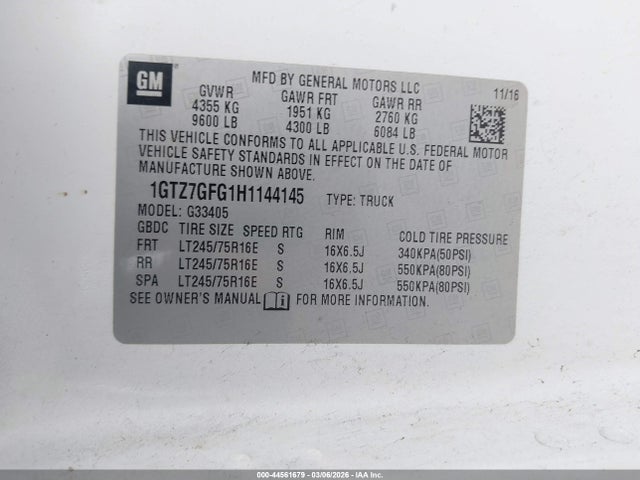 GM
MFD BY GENERAL MOTORS LLC 11/16
GVWR GAWR FRT GAWR RR
4355 KG 1951 KG 2760 KG
9600 LB 4300 LB 6084 LB
THIS VEHICLE CONFORMS TO ALL APPLICABLE U.S. FEDERAL MOTOR
VEHICLE SAFETY STANDARDS IN EFFECT ON THE DATE OF
MANUFACTURE SHOWN ABOVE.
1GTZ7GFG1H1144145 TYPE: TRUCK
MODEL: G33405
GBDC TIRE SIZE SPEED RTG RIM COLD TIRE PRESSURE
FRT LT245/75R16E S 16X6.5J 340KPA(50PSI)
RR LT245/75R16E S 16X6.5J 550KPA(80PSI)
SPA LT245/75R16E S 16X6.5J 550KPA(80PSI)
SEE OWNER'S MANUAL FOR MORE INFORMATION.
000-44561679 | 03/06/2026 - IAAI.com